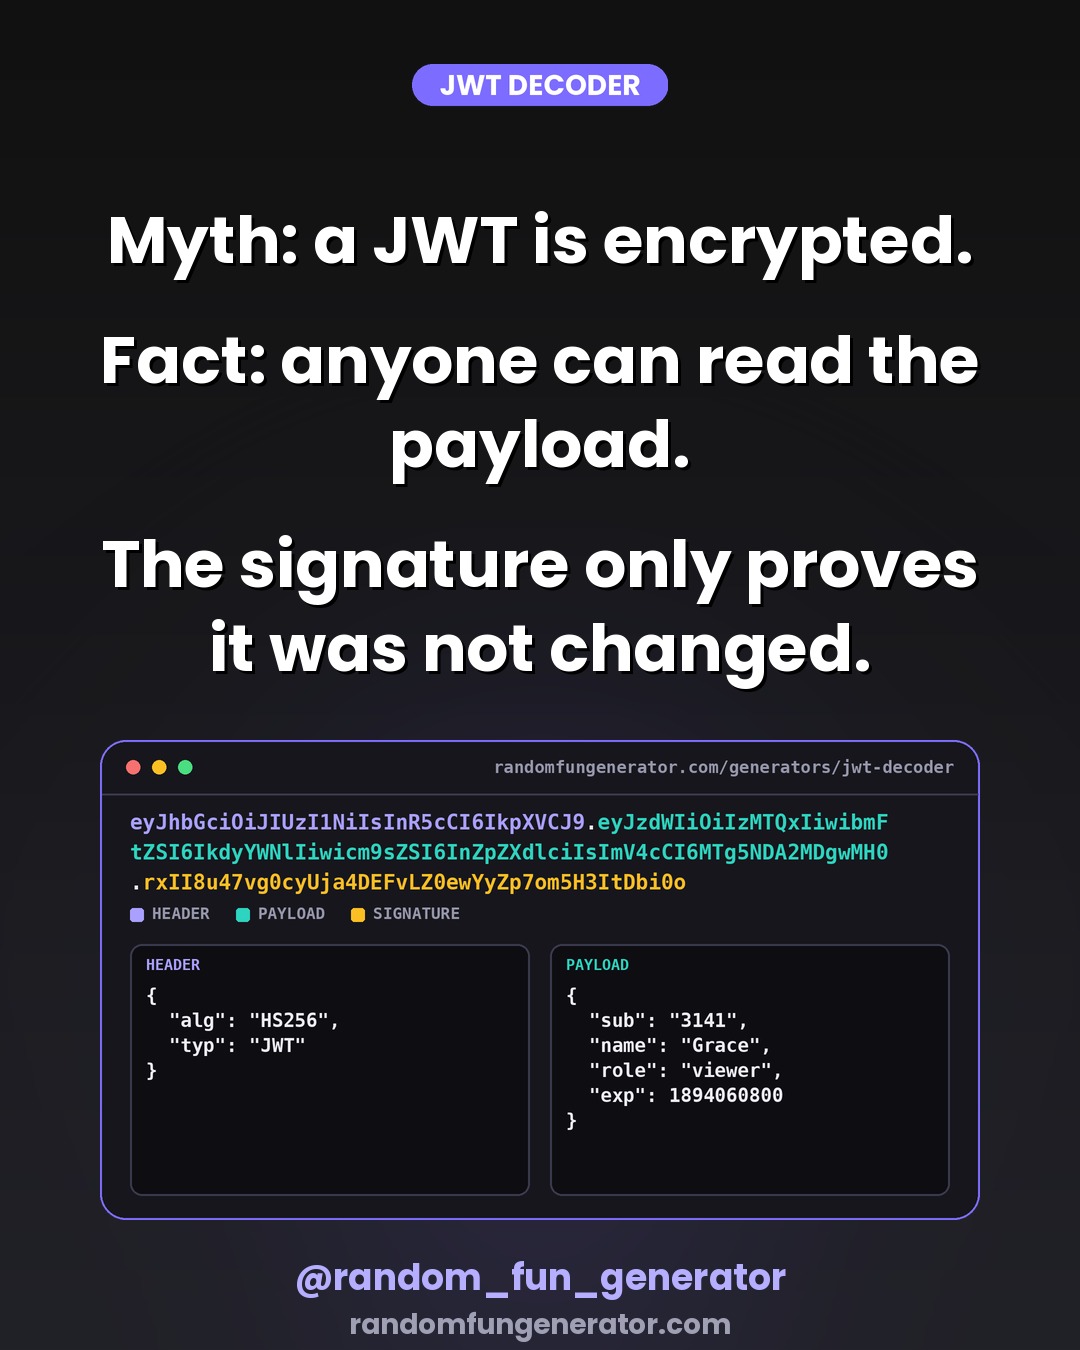 JWT DECODER
Myth: a JWT is encrypted.
Fact: anyone can read the
payload.
The signature only proves
it was not changed.
randomfungenerator.com/generators/jwt-decoder
eyJhbGciOiJIUzI1NiIsInR5cCI6IkpXVCJ9.eyJzdWIiOiIzMTQxIiwibmF
tZSI6IkdyYWNlIiwicm9sZSI6InZpZXdlciIsImV4cCI6MTg5NDA2MDgwMH0
.rxII8u47vg0cyUja4DEFvLZ0ewYyZp7om5H3ItDbi0o
HEADER PAYLOAD SIGNATURE
HEADER
{
  "alg": "HS256",
  "typ": "JWT"
}
PAYLOAD
{
  "sub": "3141",
  "name": "Grace",
  "role": "viewer",
  "exp": 1894060800
}
@random_fun_generator
randomfungenerator.com